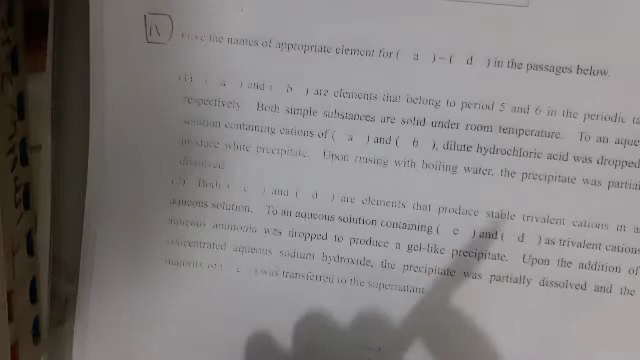 IV
Give the names of appropriate element for ( a )-( d ) in the passages below.
(1) ( a ) and ( b ) are elements that belong to period 5 and 6 in the periodic
respectively. Both simple substances are solid under room temperature. To an
solution containing cations of ( a ) and ( b ), dilute hydrochloric acid was dropped
produce white precipitate. Upon rinsing with boiling water, the precipitate was
dissolved.
(2) Both ( c ) and ( d ) are elements that produce stable trivalent cations in
aqueous solution. To an aqueous solution containing ( c ) and ( d ) as trivalent cations
aqueous ammonia was dropped to produce a gel-like precipitate. Upon the addition of
concentrated aqueous sodium hydroxide, the precipitate was partially dissolved and the
majority of ( c ) was transferred to the supernatant.